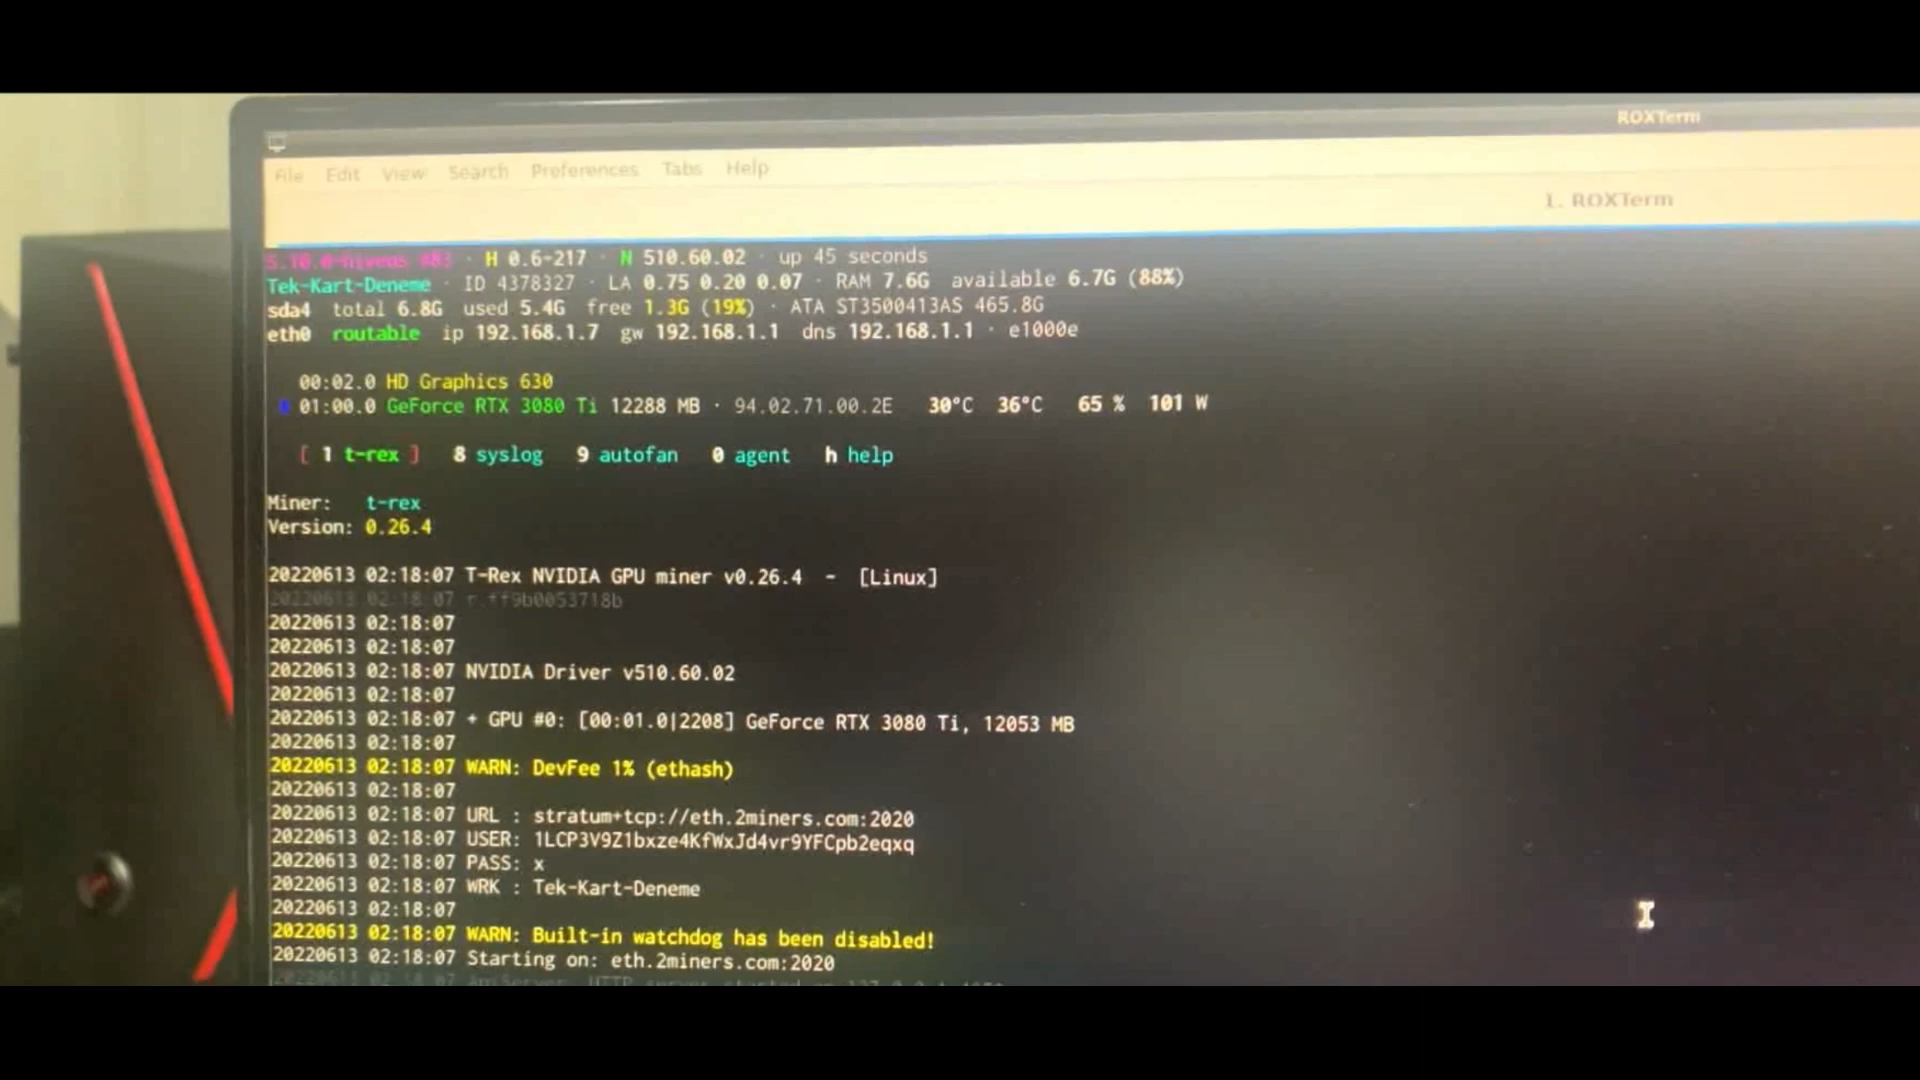 ROXTerm
File Edit View Search Preferences Tabs Help
1. ROXTerm
5.10.0-hiveos #83 · H 0.6-217 · N 510.60.02 · up 45 seconds
Tek-Kart-Deneme · ID 4378327 · LA 0.75 0.20 0.07 · RAM 7.6G available 6.7G (88%)
sda4 total 6.8G used 5.4G free 1.3G (19%) · ATA ST3500413AS 465.8G
eth0 routable ip 192.168.1.7 gw 192.168.1.1 dns 192.168.1.1 · e1000e
00:02.0 HD Graphics 630
01:00.0 GeForce RTX 3080 Ti 12288 MB · 94.02.71.00.2E 30°C 36°C 65 % 101 W
[ 1 t-rex ] 8 syslog 9 autofan 0 agent h help
Miner: t-rex
Version: 0.26.4
20220613 02:18:07 T-Rex NVIDIA GPU miner v0.26.4 - [Linux]
20220613 02:18:07 r.ff9b0053718b
20220613 02:18:07
20220613 02:18:07
20220613 02:18:07 NVIDIA Driver v510.60.02
20220613 02:18:07
20220613 02:18:07 + GPU #0: [00:01.0|2208] GeForce RTX 3080 Ti, 12053 MB
20220613 02:18:07
20220613 02:18:07 WARN: DevFee 1% (ethash)
20220613 02:18:07
20220613 02:18:07 URL : stratum+tcp://eth.2miners.com:2020
20220613 02:18:07 USER: 1LCP3V9Z1bxze4KfWxJd4vr9YFCpb2eqxq
20220613 02:18:07 PASS: x
20220613 02:18:07 WRK : Tek-Kart-Deneme
20220613 02:18:07
20220613 02:18:07 WARN: Built-in watchdog has been disabled!
20220613 02:18:07 Starting on: eth.2miners.com:2020
20220613 02:18:07 ApiServer: HTTP server started on